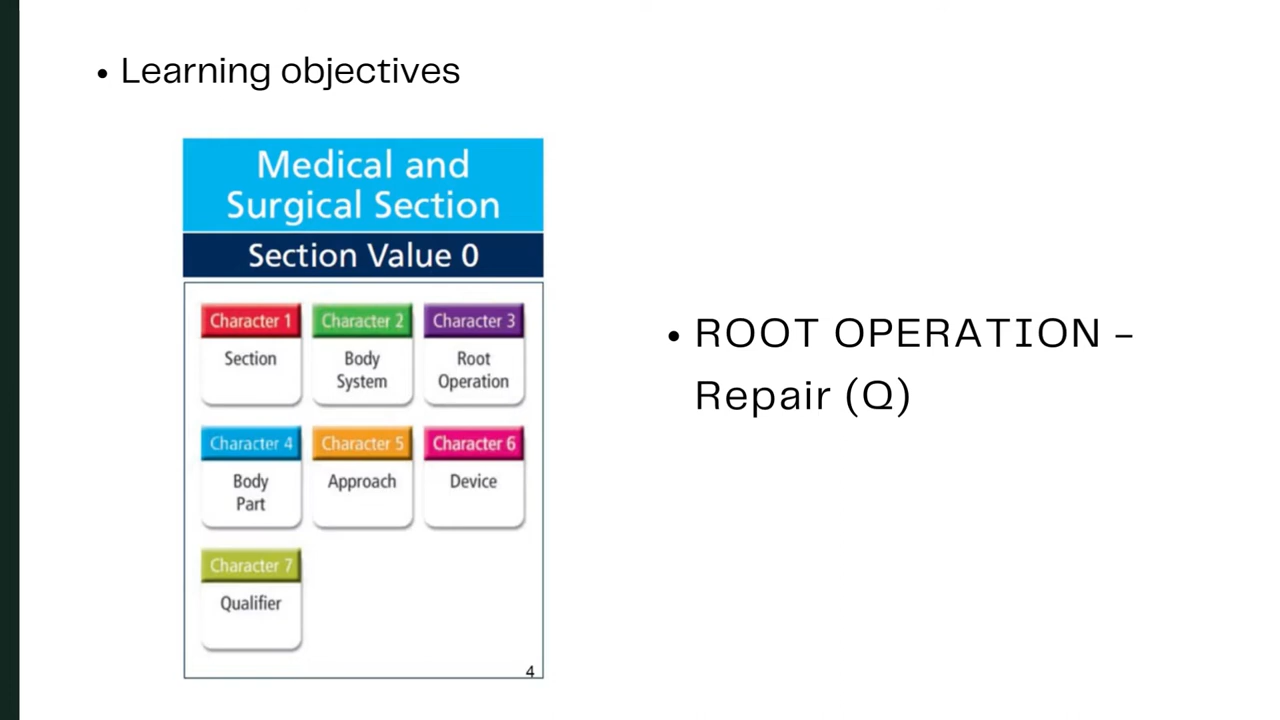 • Learning objectives
Medical and
Surgical Section
Section Value 0
Character 1
Section
Character 2
Body
System
Character 3
Root
Operation
Character 4
Body
Part
Character 5
Approach
Character 6
Device
Character 7
Qualifier
4
• ROOT OPERATION –
Repair (Q)